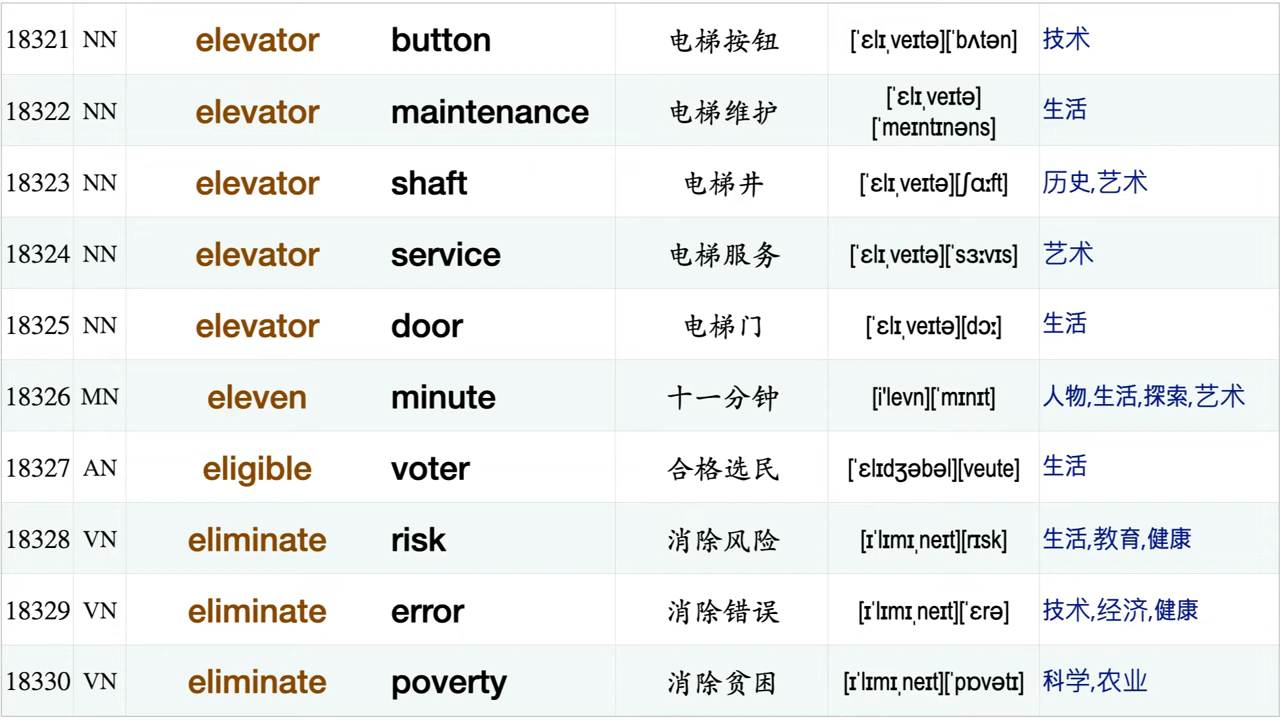 18321 NN elevator button 电梯按钮 [ˈɛlɪˌveɪtə][ˈbʌtən] 技术
18322 NN elevator maintenance 电梯维护 [ˈɛlɪˌveɪtə][ˈmeɪntɪnəns] 生活
18323 NN elevator shaft 电梯井 [ˈɛlɪˌveɪtə][ʃɑːft] 历史,艺术
18324 NN elevator service 电梯服务 [ˈɛlɪˌveɪtə][ˈsɜːvɪs] 艺术
18325 NN elevator door 电梯门 [ˈɛlɪˌveɪtə][dɔː] 生活
18326 MN eleven minute 十一分钟 [i'levn][ˈmɪnɪt] 人物,生活,探索,艺术
18327 AN eligible voter 合格选民 [ˈɛlɪdʒəbəl][veute] 生活
18328 VN eliminate risk 消除风险 [ɪˈlɪmɪˌneɪt][rɪsk] 生活,教育,健康
18329 VN eliminate error 消除错误 [ɪˈlɪmɪˌneɪt][ˈɛrə] 技术,经济,健康
18330 VN eliminate poverty 消除贫困 [ɪˈlɪmɪˌneɪt][ˈpɒvətɪ] 科学,农业